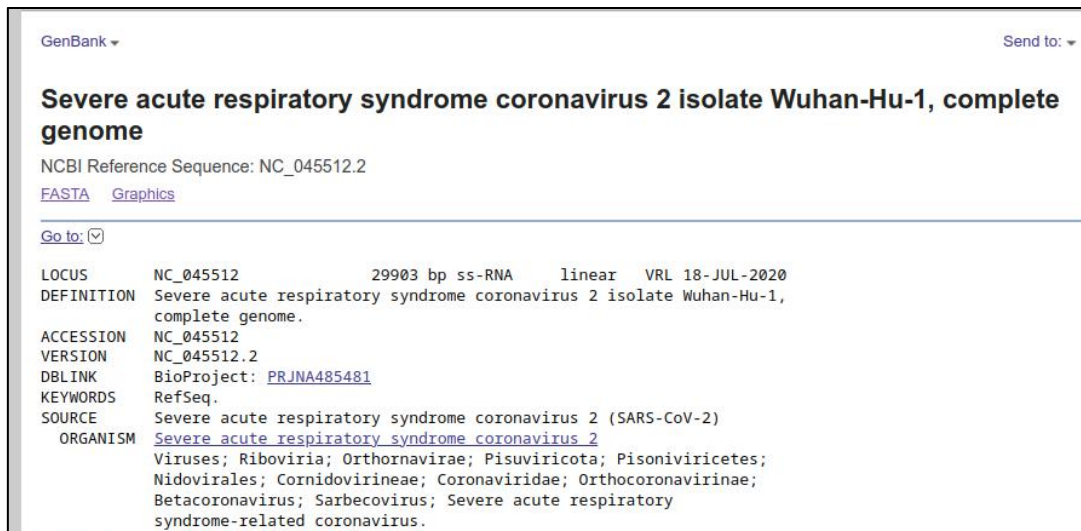 GenBank Send to:
Severe acute respiratory syndrome coronavirus 2 isolate Wuhan-Hu-1, complete
genome
NCBI Reference Sequence: NC_045512.2
FASTA Graphics
Go to:
LOCUS NC_045512 29903 bp ss-RNA linear VRL 18-JUL-2020
DEFINITION Severe acute respiratory syndrome coronavirus 2 isolate Wuhan-Hu-1,
complete genome.
ACCESSION NC_045512
VERSION NC_045512.2
DBLINK BioProject: PRJNA485481
KEYWORDS RefSeq.
SOURCE Severe acute respiratory syndrome coronavirus 2 (SARS-CoV-2)
ORGANISM Severe acute respiratory syndrome coronavirus 2
Viruses; Riboviria; Orthornavirae; Pisuviricota; Pisoniviricetes;
Nidovirales; Cornidovirineae; Coronaviridae; Orthocoronavirinae;
Betacoronavirus; Sarbecovirus; Severe acute respiratory
syndrome-related coronavirus.